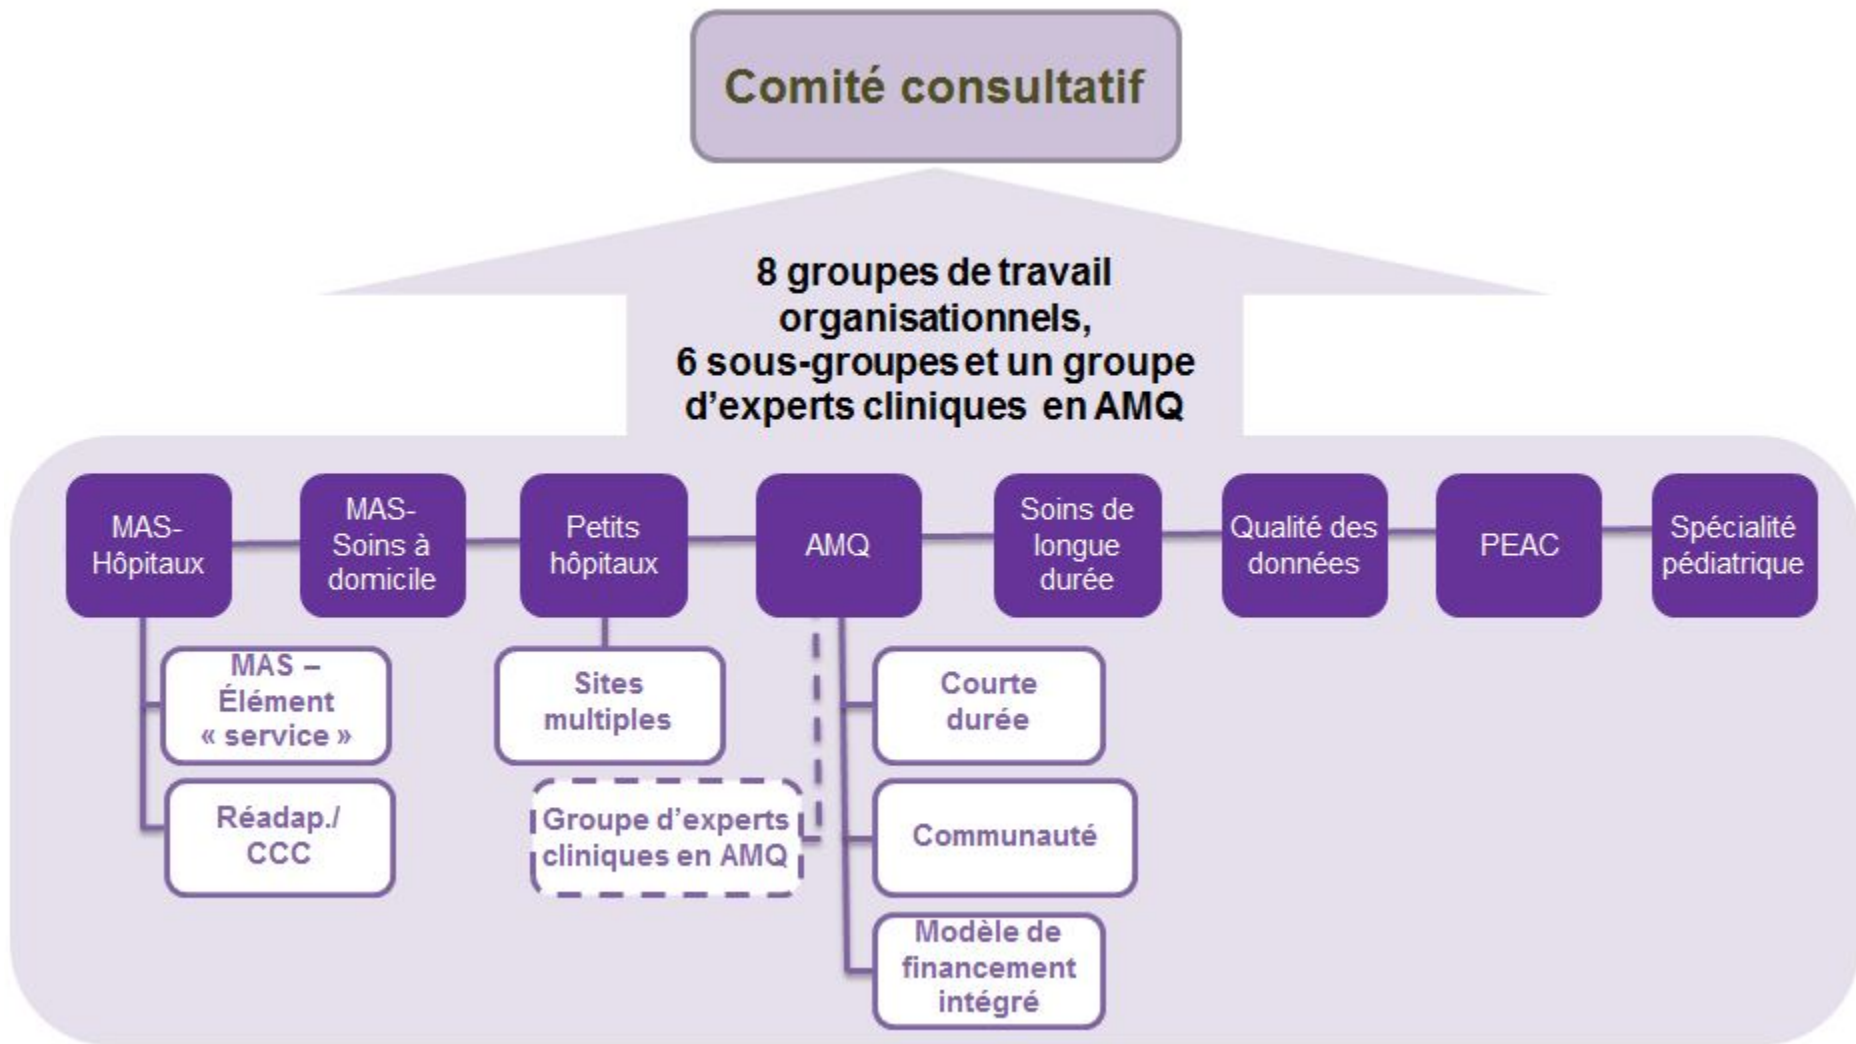 Comité consultatif
8 groupes de travail
organisationnels,
6 sous-groupes et un groupe
d’experts cliniques en AMQ
MAS-
Hôpitaux
MAS-
Soins à
domicile
Petits
hôpitaux
AMQ
Soins de
longue
durée
Qualité des
données
PEAC
Spécialité
pédiatrique
MAS –
Élément
« service »
Réadap./
CCC
Sites
multiples
Groupe d’experts
cliniques en AMQ
Courte
durée
Communauté
Modèle de
financement
intégré